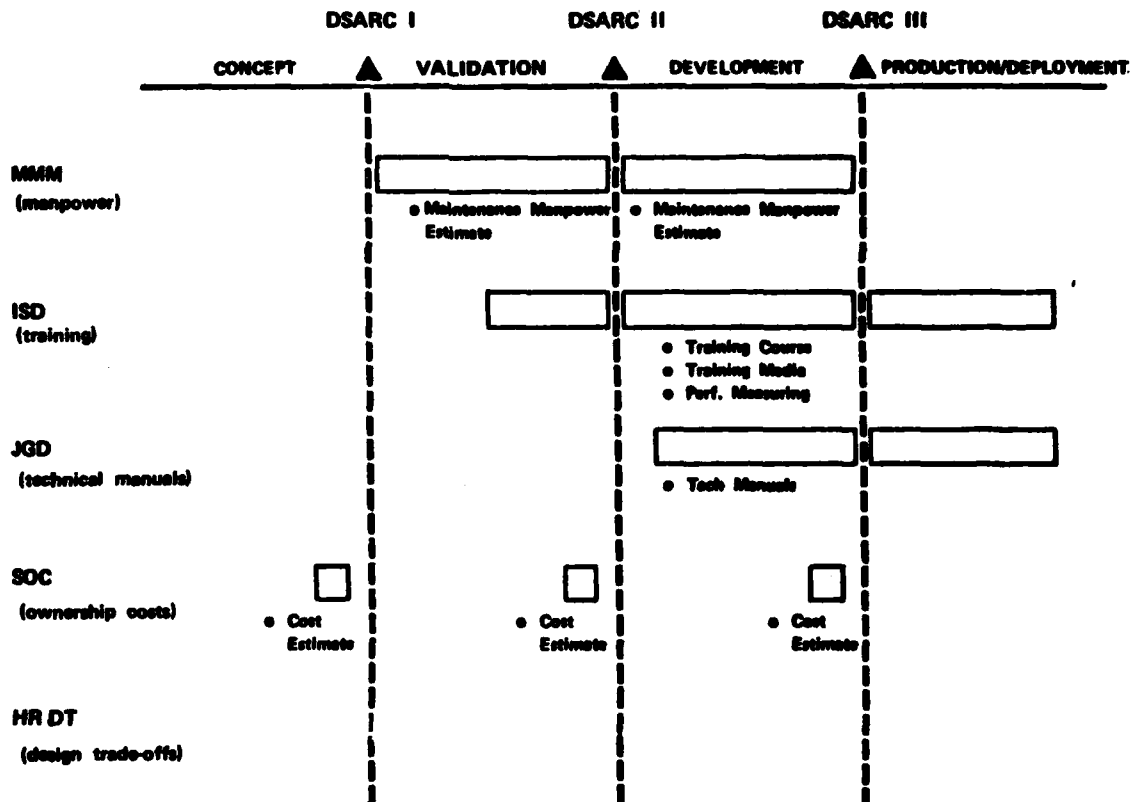 DSARC I DSARC II DSARC III
CONCEPT VALIDATION DEVELOPMENT PRODUCTION/DEPLOYMENT
MMM
(manpower)
• Maintenance Manpower • Maintenance Manpower
Estimate Estimate
ISD
(training)
• Training Course
• Training Media
• Perf. Measuring
JGD
(technical manuals)
• Tech Manuals
SOC
(ownership costs)
• Cost • Cost • Cost
Estimate Estimate Estimate
HR DT
(design trade-offs)